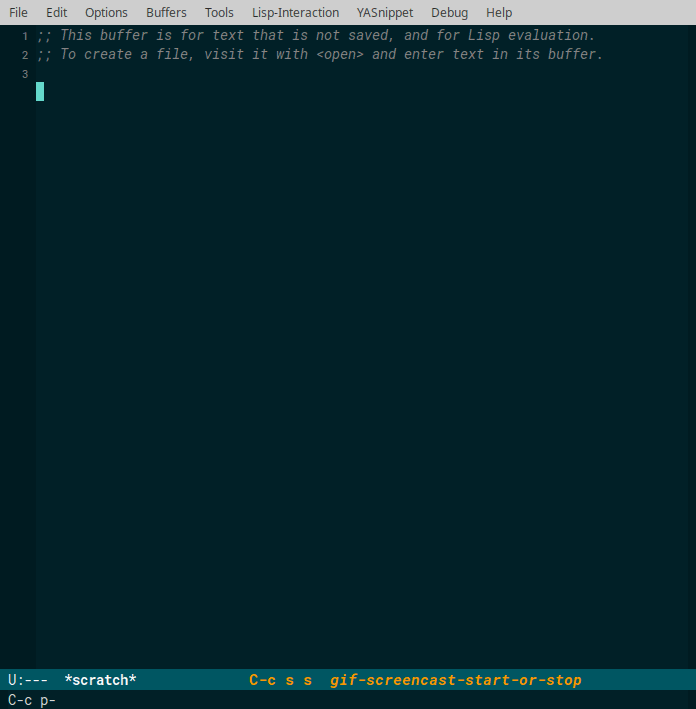 File Edit Options Buffers Tools Lisp-Interaction YASnippet Debug Help
1 ;; This buffer is for text that is not saved, and for Lisp evaluation.
2 ;; To create a file, visit it with <open> and enter text in its buffer.
3
U:--- *scratch* C-c s s gif-screencast-start-or-stop
C-c p-